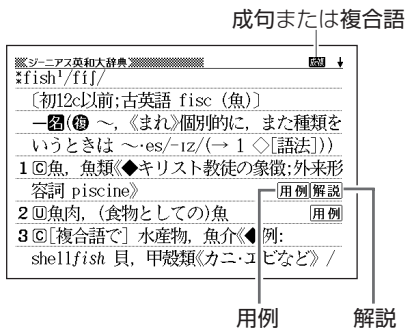 成句または複合語
ジーニアス英和大辞典 成複 ↓
*fish¹/fíʃ/
〔初12c以前;古英語 fisc (魚)〕
―名(複 ～, 《まれ》個別的に, また種類を
いうときは ～・es/-ɪz/(→ 1 ◇[語法]))
1 C魚, 魚類《◆キリスト教徒の象徴;外来形
容詞 piscine》 用例 解説
2 U魚肉, (食物としての)魚 用例
3 C[複合語で] 水産物, 魚介《◆例:
shellfish 貝, 甲殻類《カニ・エビなど》 /
用例 解説